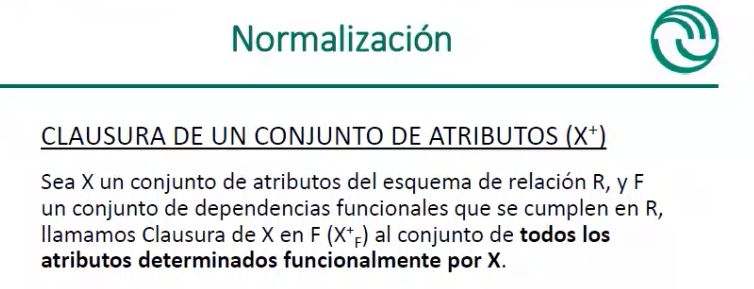 Normalización
CLAUSURA DE UN CONJUNTO DE ATRIBUTOS (X⁺)
Sea X un conjunto de atributos del esquema de relación R, y F
un conjunto de dependencias funcionales que se cumplen en R,
llamamos Clausura de X en F (X⁺F) al conjunto de todos los
atributos determinados funcionalmente por X.